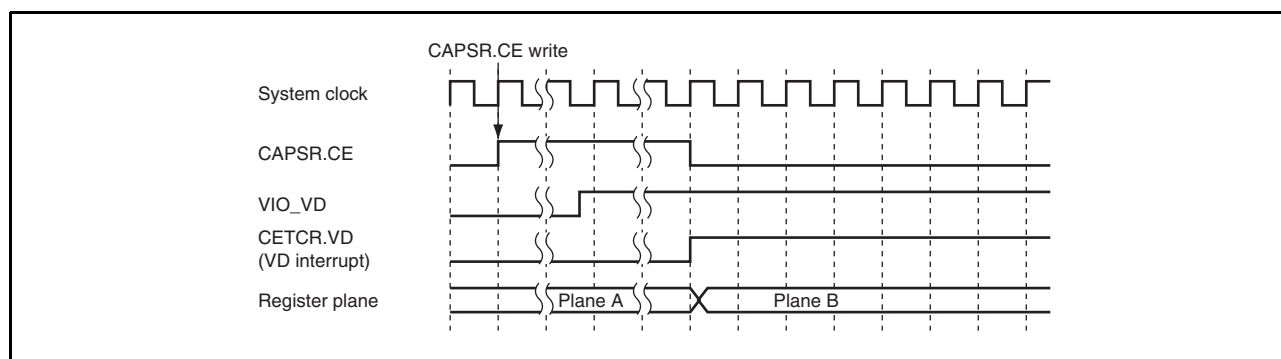 CAPSR.CE write
System clock
CAPSR.CE
VIO_VD
CETCR.VD
(VD interrupt)
Register plane
Plane A
Plane B